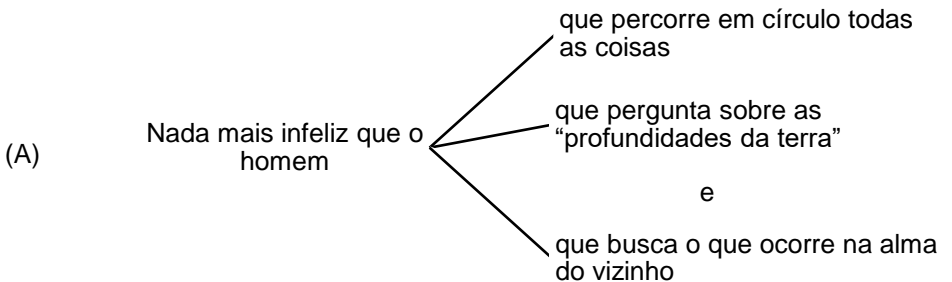 (A)
Nada mais infeliz que o
homem
que percorre em círculo todas
as coisas
que pergunta sobre as
“profundidades da terra”
e
que busca o que ocorre na alma
do vizinho